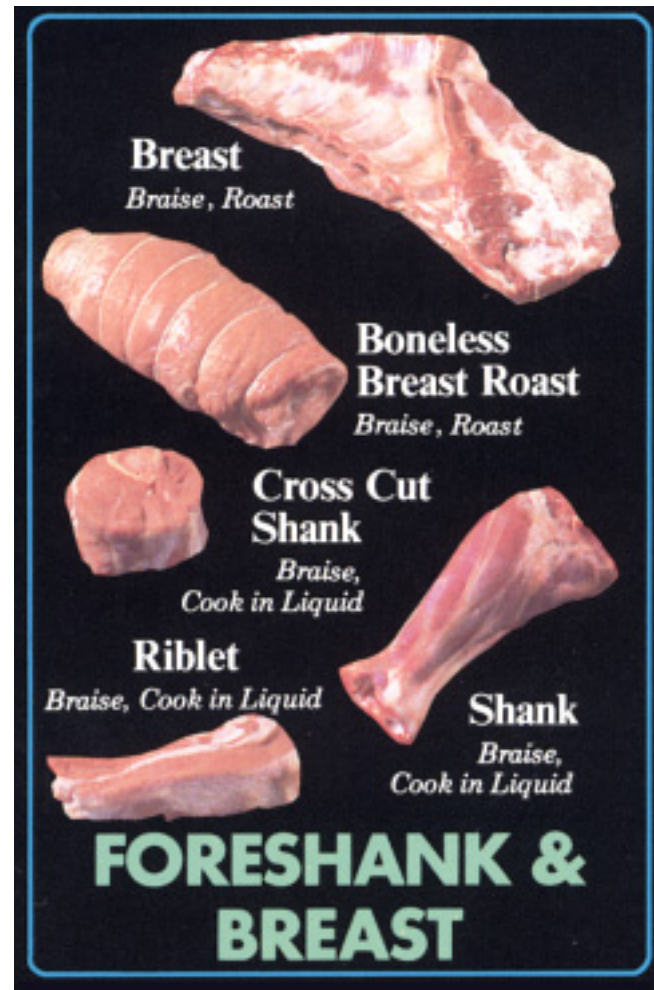 Breast
Braise, Roast
Boneless
Breast Roast
Braise, Roast
Cross Cut
Shank
Braise,
Cook in Liquid
Riblet
Braise, Cook in Liquid
Shank
Braise,
Cook in Liquid
FORESHANK &
BREAST